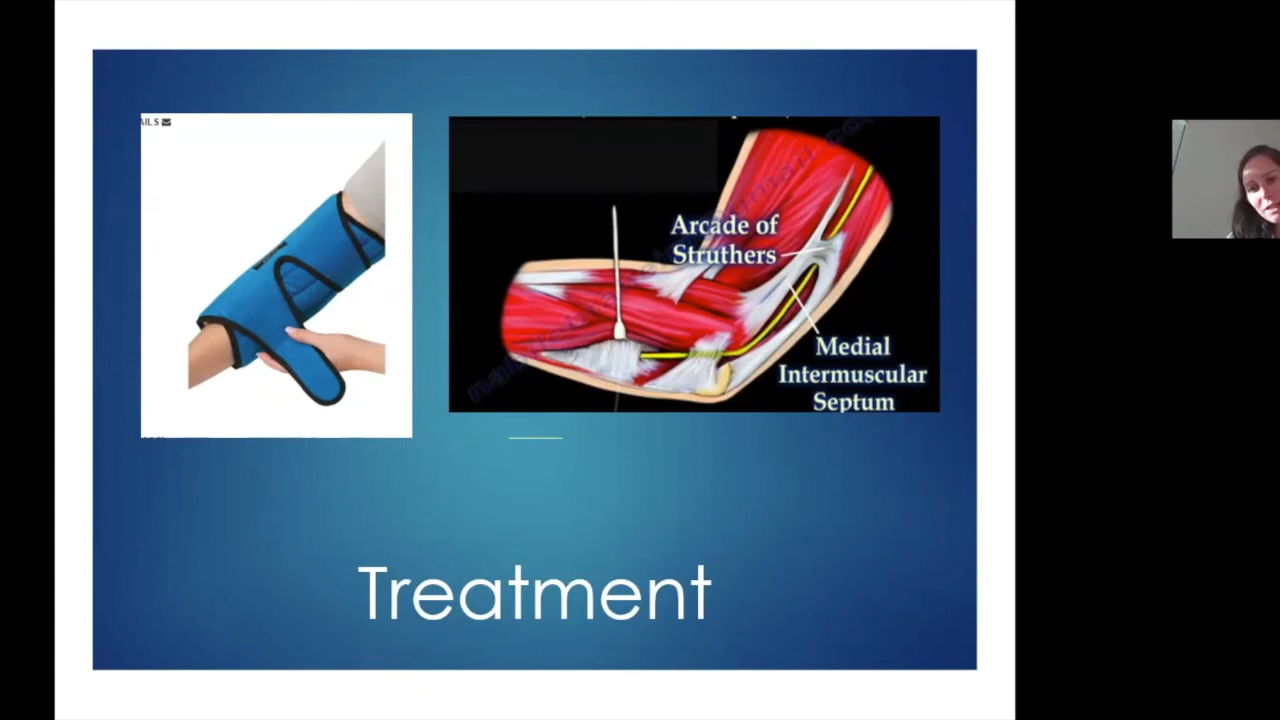 AILS
Arcade of
Struthers
Medial
Intermuscular
Septum
Treatment